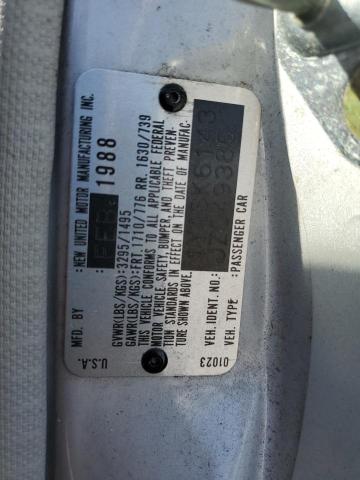 MFD. BY : NEW UNITED MOTOR MANUFACTURING INC.
U.S.A. FEB. 1988
GVWR(LBS/KGS):3295/1495
GAWR(LBS/KGS):FRT.1710/776 RR. 1630/739
THIS VEHICLE CONFORMS TO ALL APPLICABLE FEDERAL
MOTOR VEHICLE SAFETY, BUMPER, AND THEFT PREVEN-
TION STANDARDS IN EFFECT ON THE DATE OF MANUFAC-
TURE SHOWN ABOVE.
VEH. IDENT. NO. :
01023 VEH. TYPE : PASSENGER CAR